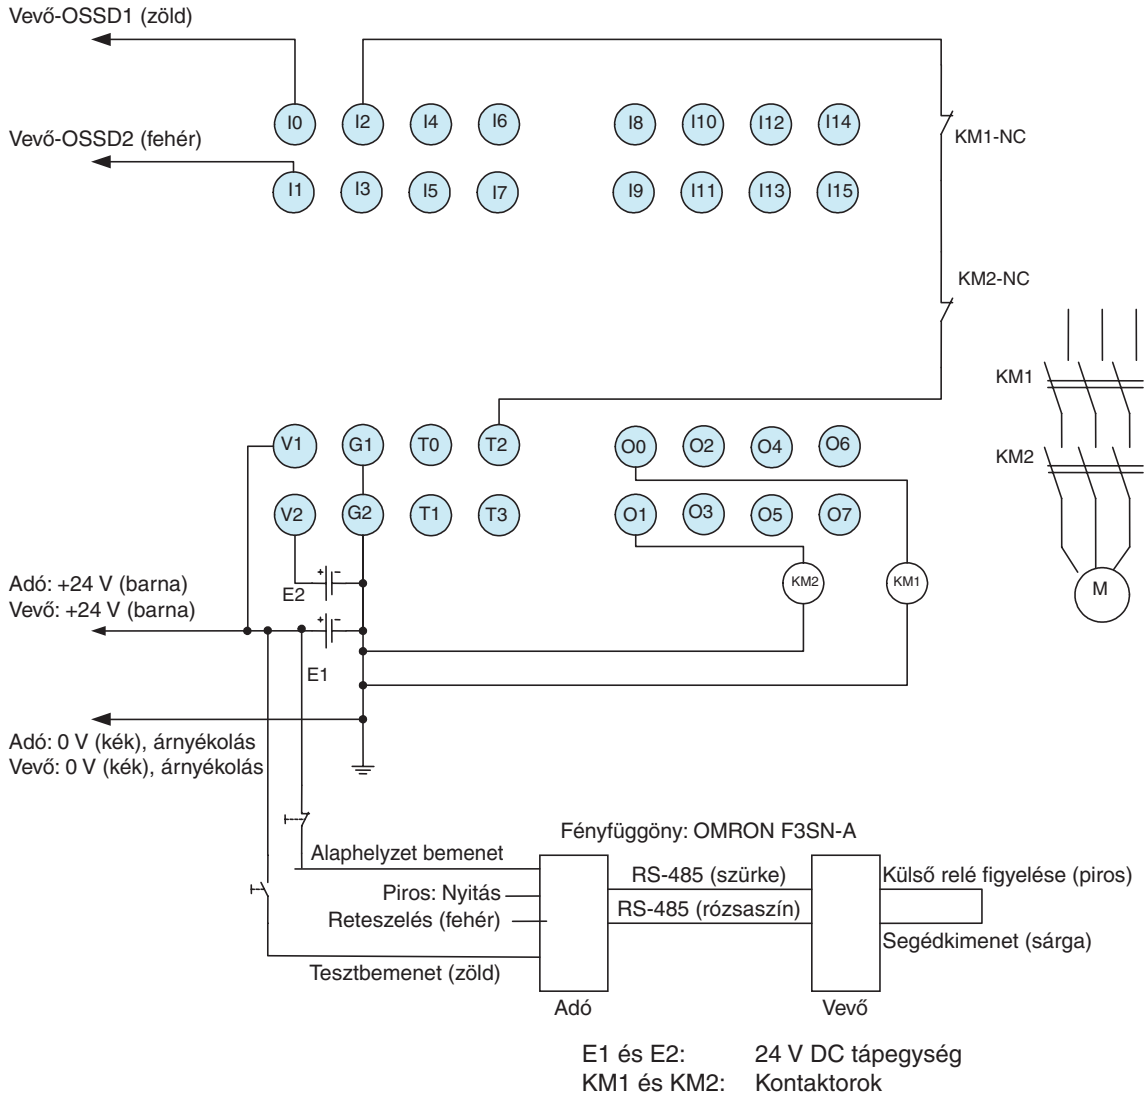 Vevő-OSSD1 (zöld)
I0 I2 I4 I6 I8 I10 I12 I14
KM1-NC
Vevő-OSSD2 (fehér)
I1 I3 I5 I7 I9 I11 I13 I15
KM2-NC
KM1
V1 G1 T0 T2 O0 O2 O4 O6
KM2
V2 G2 T1 T3 O1 O3 O5 O7
+ -
E2
KM2 KM1
M
Adó: +24 V (barna)
Vevő: +24 V (barna)
+ -
E1
Adó: 0 V (kék), árnyékolás
Vevő: 0 V (kék), árnyékolás
Fényfüggöny: OMRON F3SN-A
Alaphelyzet bemenet
RS-485 (szürke)
Külső relé figyelése (piros)
Piros: Nyitás
RS-485 (rózsaszín)
Reteszelés (fehér)
Segédkimenet (sárga)
Tesztbemenet (zöld)
Adó
Vevő
E1 és E2: 24 V DC tápegység
KM1 és KM2: Kontaktorok